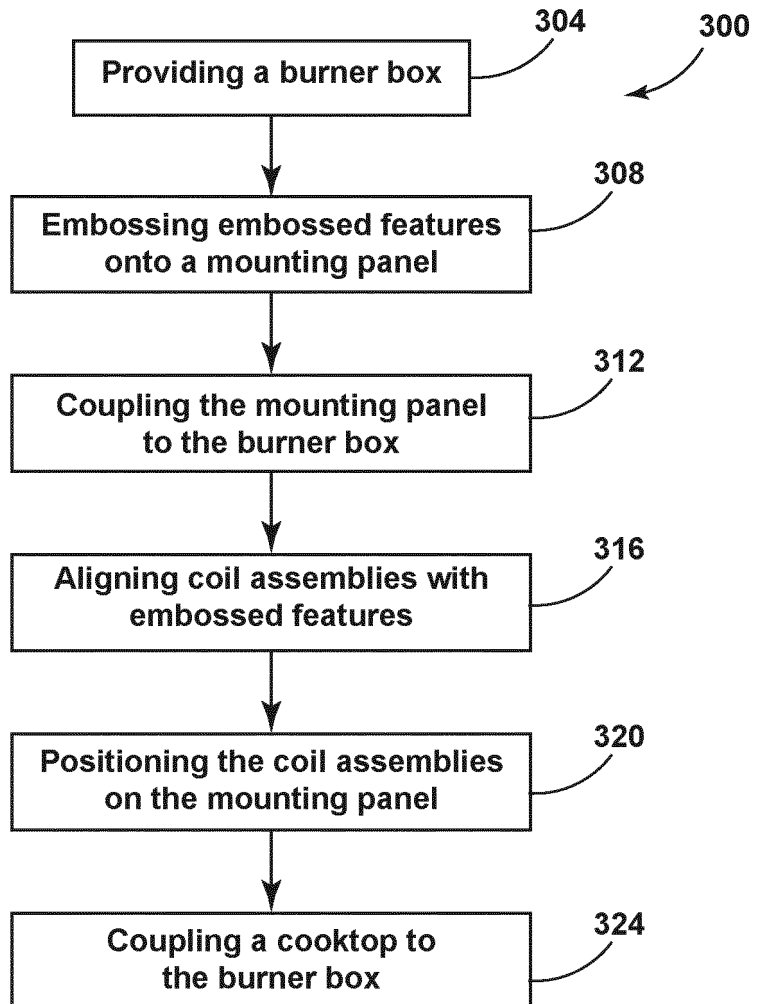 304
300
Providing a burner box
308
Embossing embossed features
onto a mounting panel
312
Coupling the mounting panel
to the burner box
316
Aligning coil assemblies with
embossed features
320
Positioning the coil assemblies
on the mounting panel
324
Coupling a cooktop to
the burner box